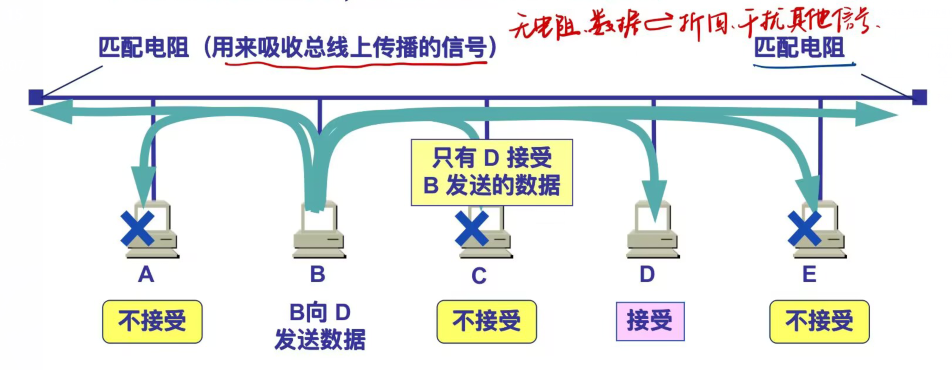 无电阻.数据⇌折回.干扰其他信号.
匹配电阻（用来吸收总线上传播的信号）
匹配电阻
只有 D 接受
B 发送的数据
A
B
C
D
E
不接受
B向 D
发送数据
不接受
接受
不接受